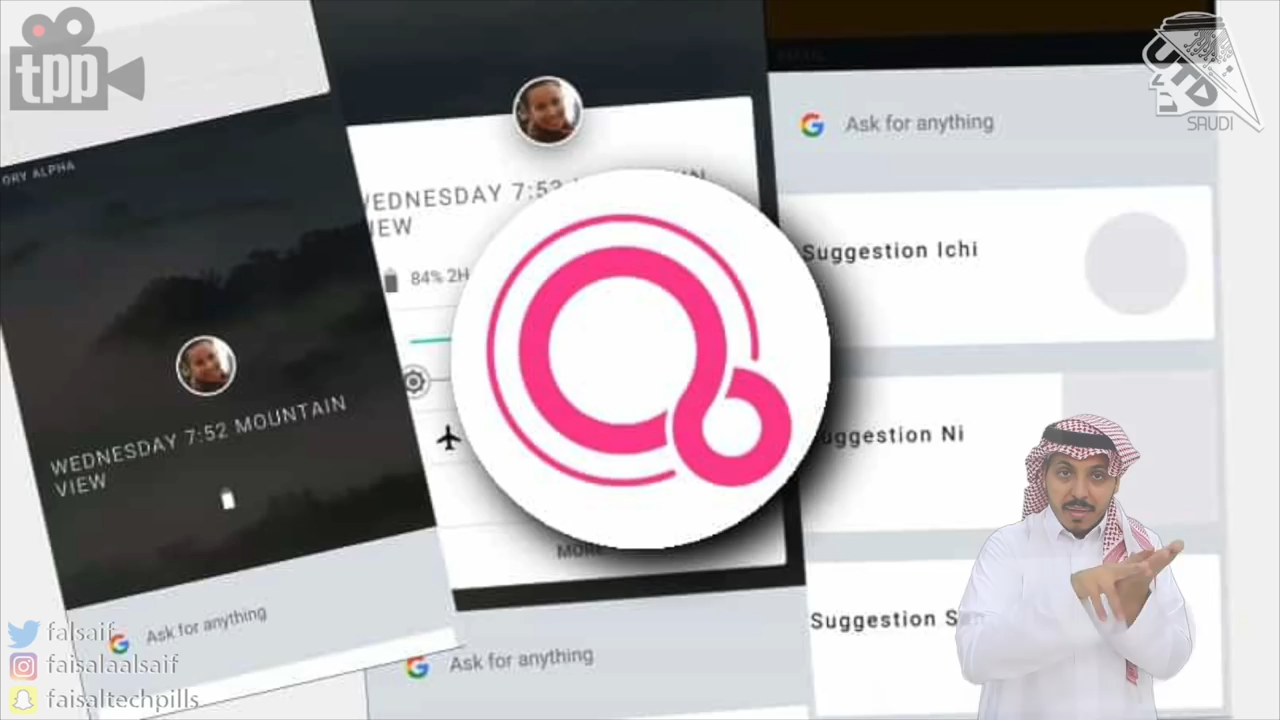 tpp
SAUDI
ORY ALPHA
WEDNESDAY 7:52 MOUNTAIN
VIEW
Ask for anything
WEDNESDAY 7:53
84% 2H
Ask for anything
Ask for anything
Suggestion Ichi
Suggestion Ni
Suggestion
falsaif
faisalaalsaif
faisaltechpills